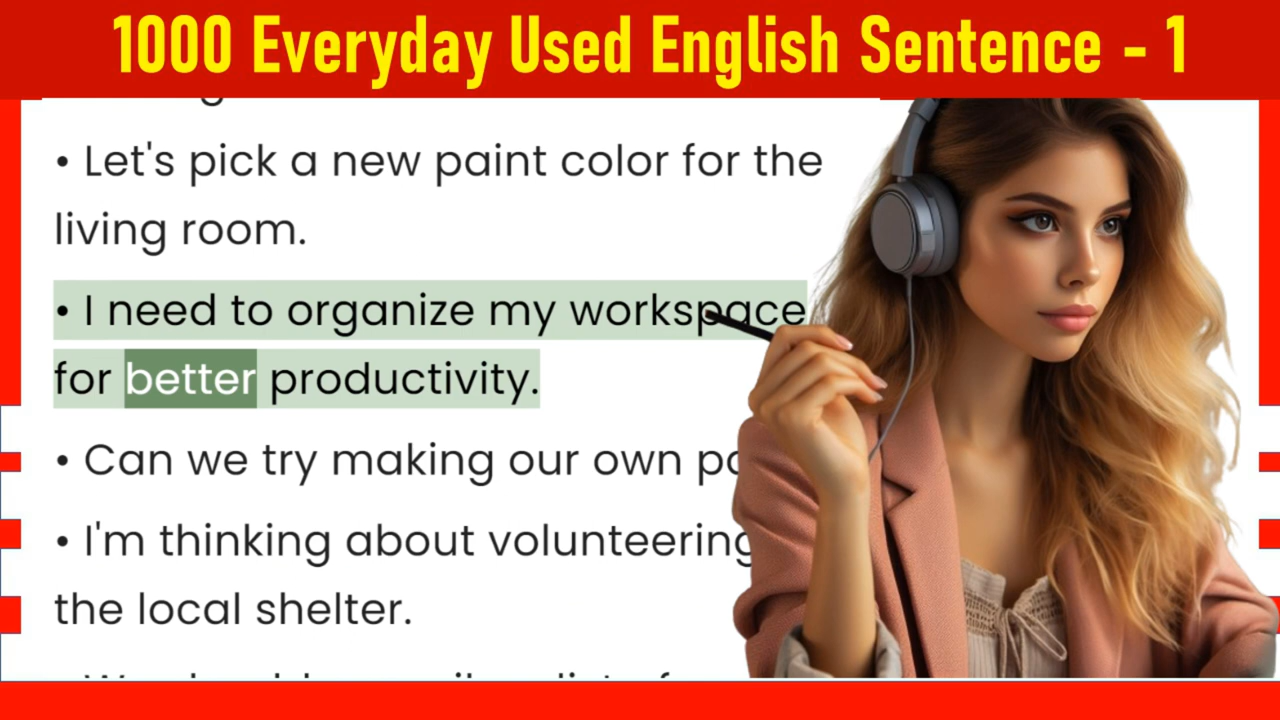 1000 Everyday Used English Sentence - 1
• Let's pick a new paint color for the
living room.
• I need to organize my workspace
for better productivity.
• Can we try making our own
• I'm thinking about volunteering
the local shelter.